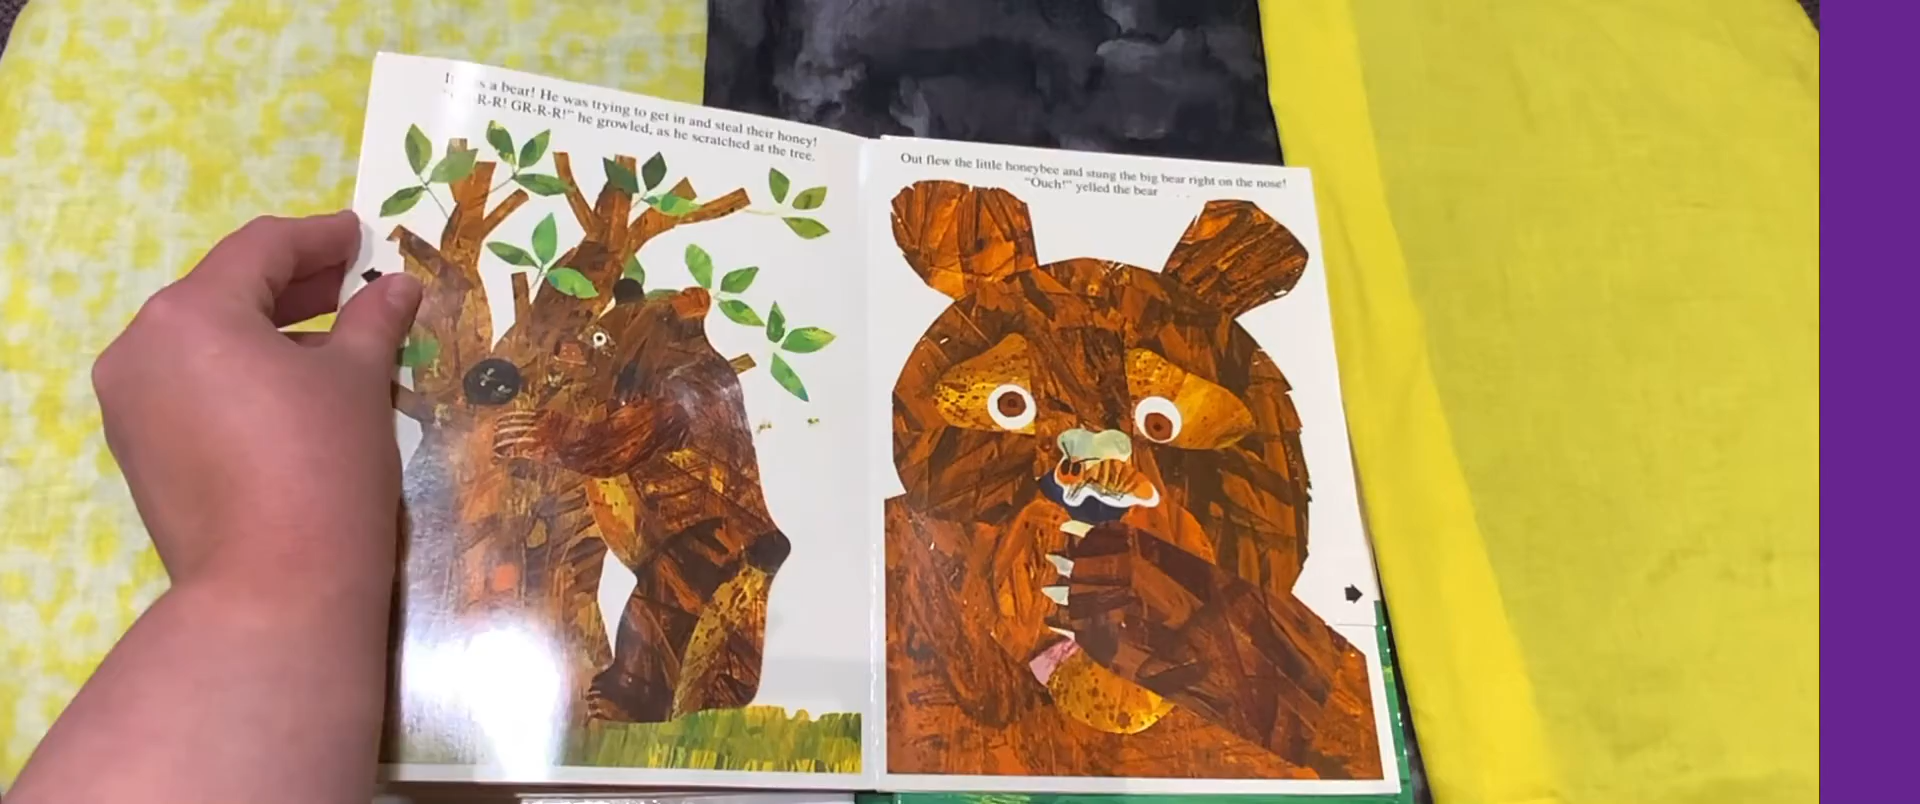 s a bear! He was trying to get in and steal their honey!
R-R! GR-R-R!" he growled, as he scratched at the tree.
Out flew the little honeybee and stung the big bear right on the nose!
"Ouch!" yelled the bear